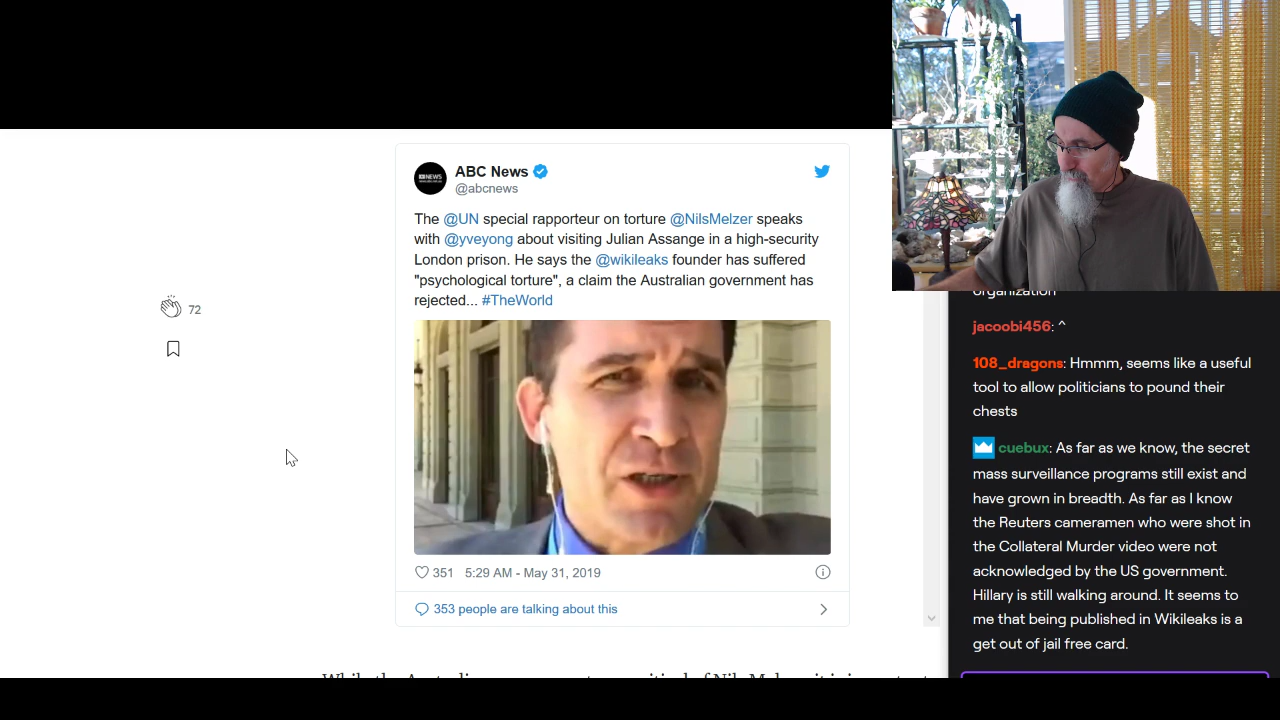 ABC News
@abcnews
The @UN special rapporteur on torture @NilsMelzer speaks
with @yveyong about visiting Julian Assange in a high-security
London prison. He says the @wikileaks founder has suffered
"psychological torture", a claim the Australian government has
rejected... #TheWorld
72
351 5:29 AM - May 31, 2019
353 people are talking about this
organization
jacoobi456: ^
108_dragons: Hmmm, seems like a useful
tool to allow politicians to pound their
chests
cuebux: As far as we know, the secret
mass surveillance programs still exist and
have grown in breadth. As far as I know
the Reuters cameramen who were shot in
the Collateral Murder video were not
acknowledged by the US government.
Hillary is still walking around. It seems to
me that being published in Wikileaks is a
get out of jail free card.